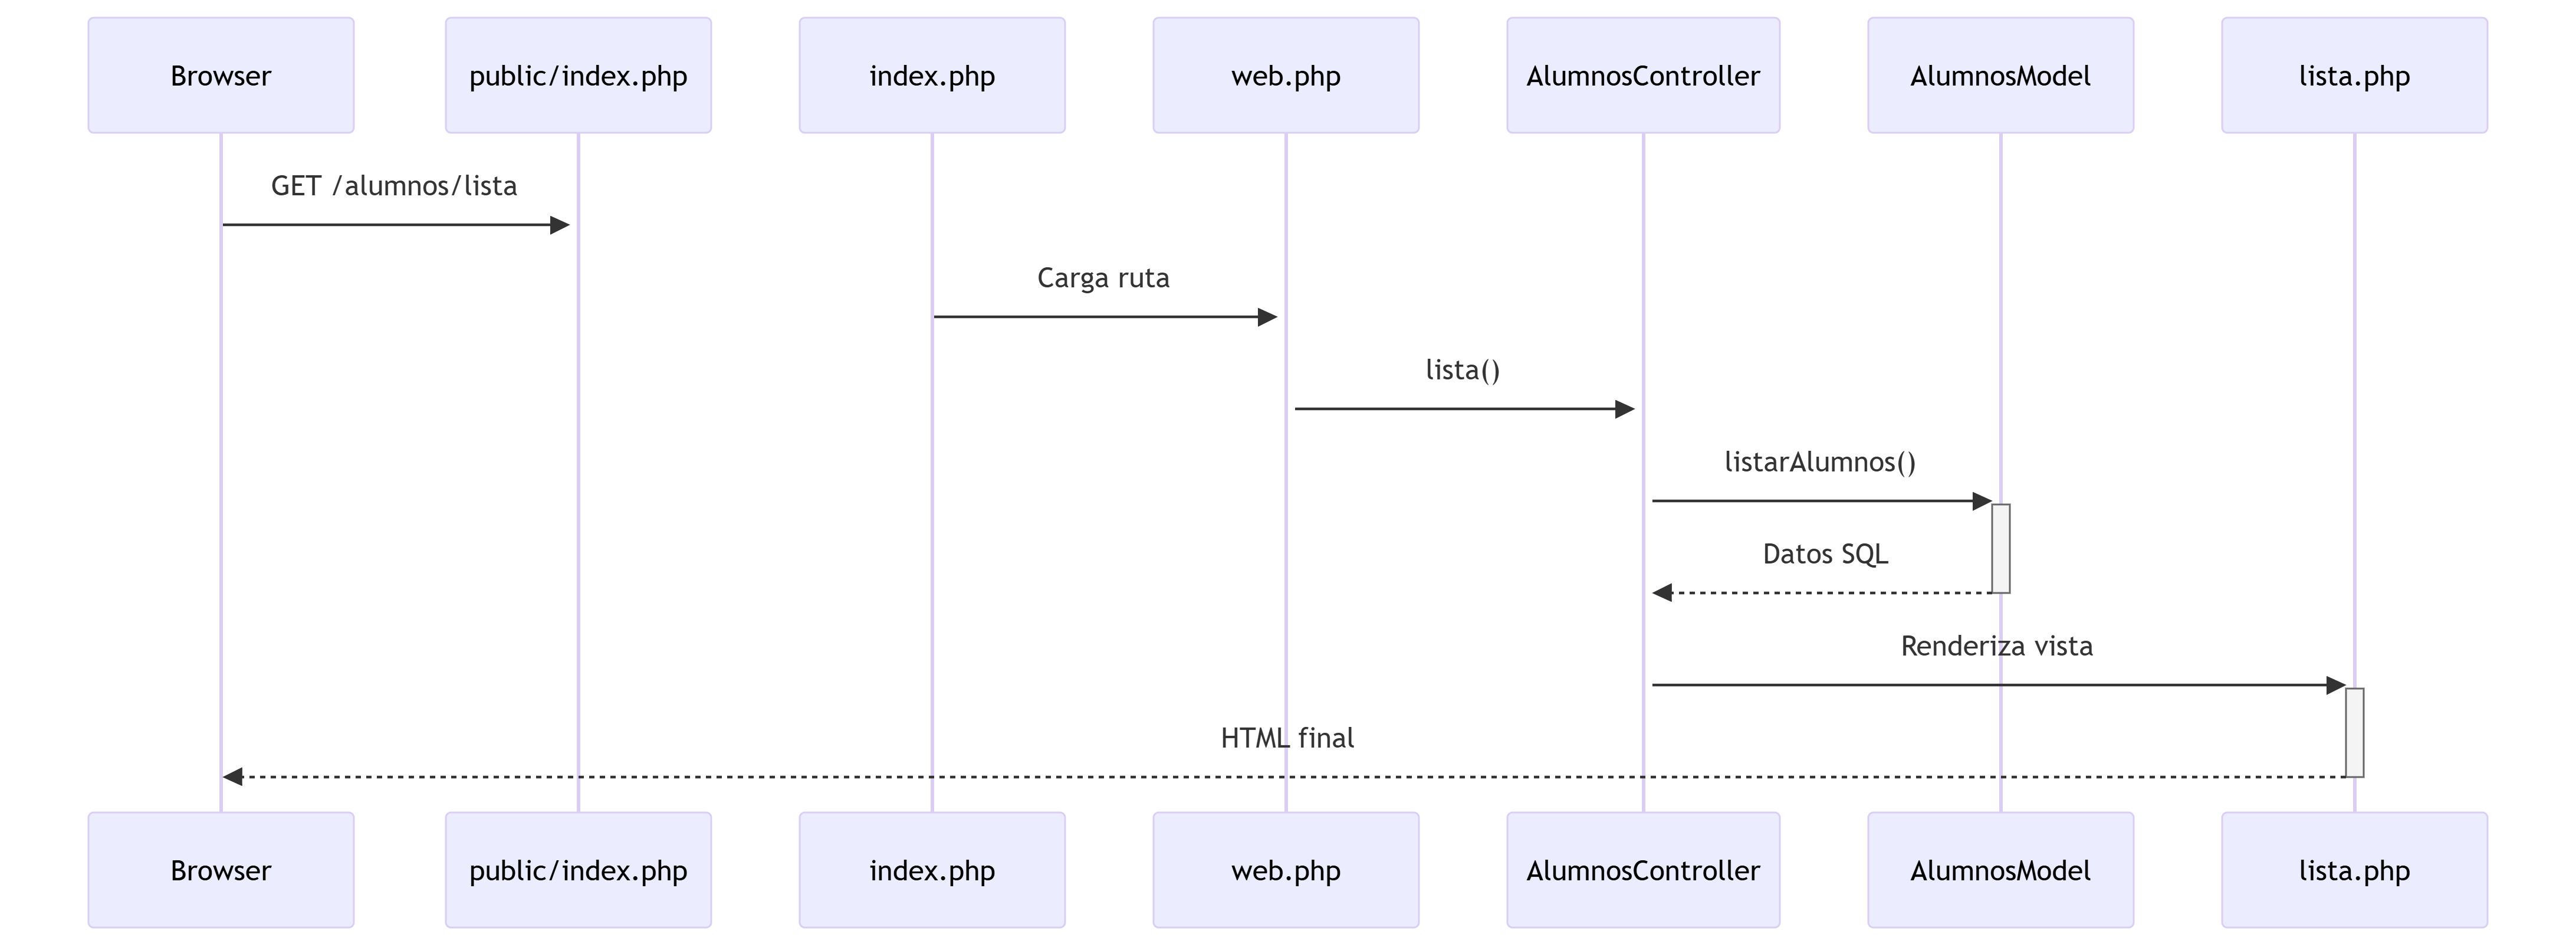 Browser
public/index.php
index.php
web.php
AlumnosController
AlumnosModel
lista.php
GET /alumnos/lista
Carga ruta
lista()
listarAlumnos()
Datos SQL
Renderiza vista
HTML final
Browser
public/index.php
index.php
web.php
AlumnosController
AlumnosModel
lista.php